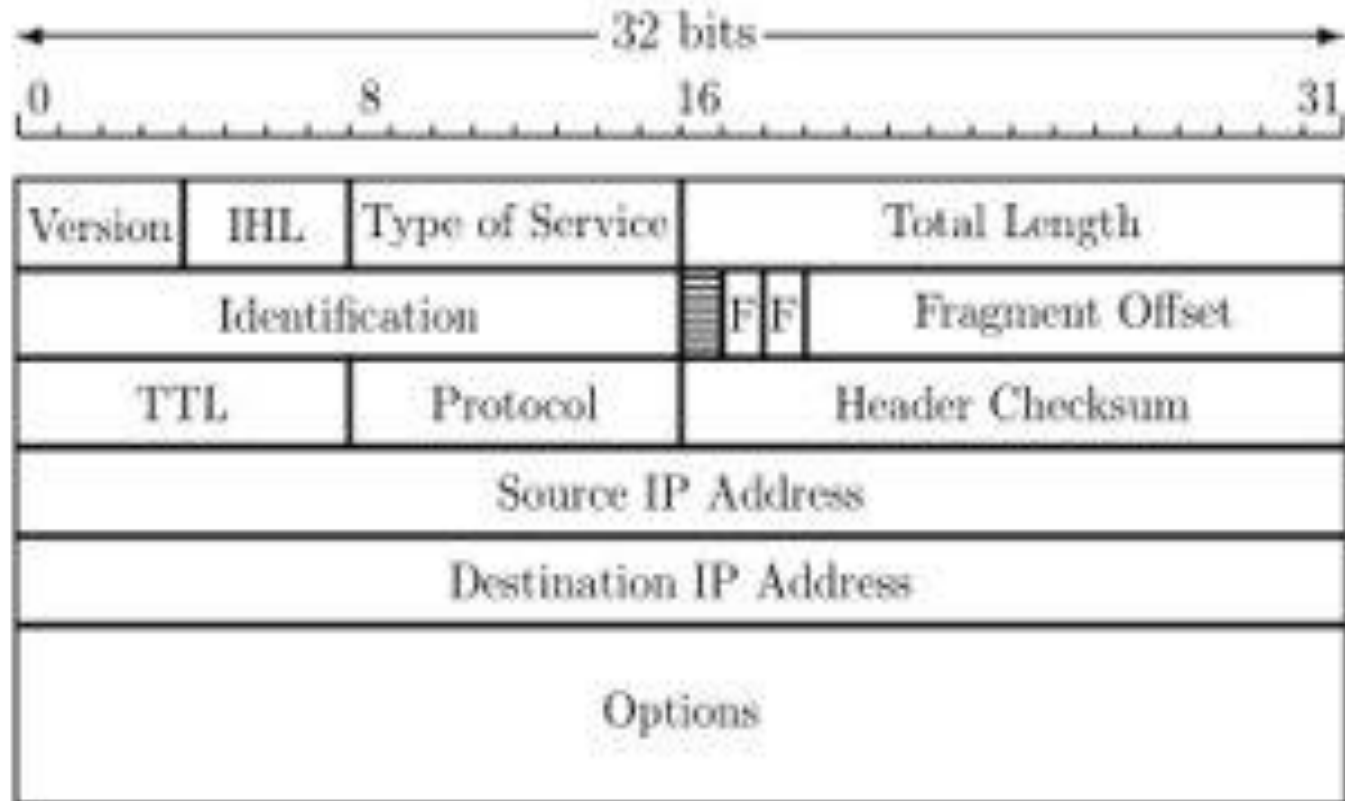 32 bits
0 8 16 31
Version IHL Type of Service Total Length
Identification F F Fragment Offset
TTL Protocol Header Checksum
Source IP Address
Destination IP Address
Options